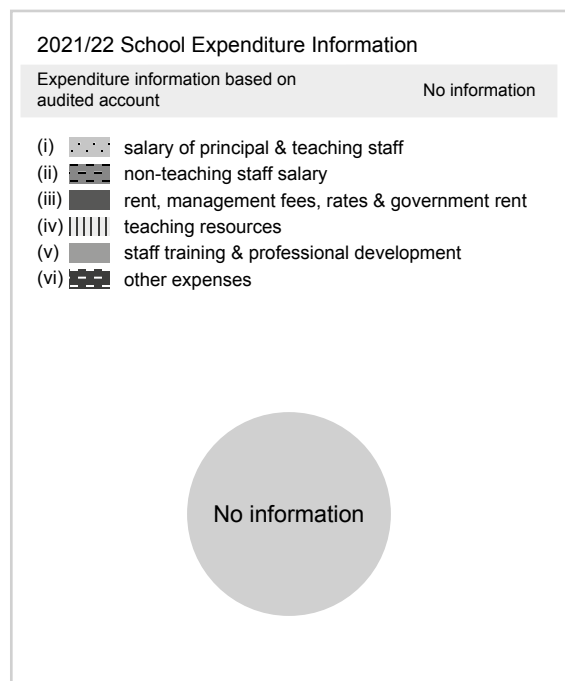 2021/22 School Expenditure Information
Expenditure information based on
audited account
No information
(i) salary of principal & teaching staff
(ii) non-teaching staff salary
(iii) rent, management fees, rates & government rent
(iv) teaching resources
(v) staff training & professional development
(vi) other expenses
No information